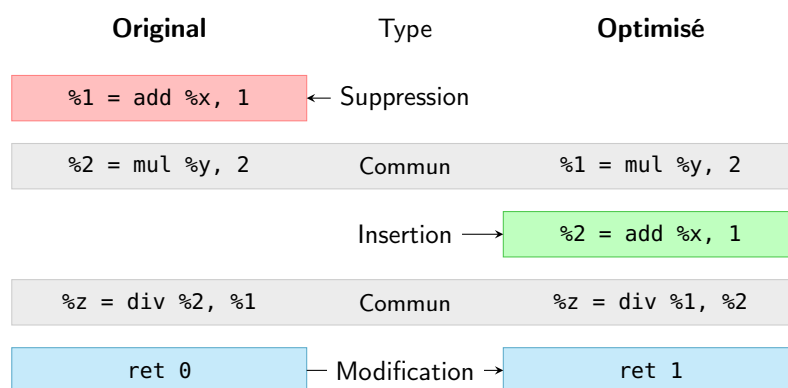 Original Type Optimisé
%1 = add %x, 1 Suppression
%2 = mul %y, 2 Commun %1 = mul %y, 2
Insertion %2 = add %x, 1
%z = div %2, %1 Commun %z = div %1, %2
ret 0 Modification ret 1